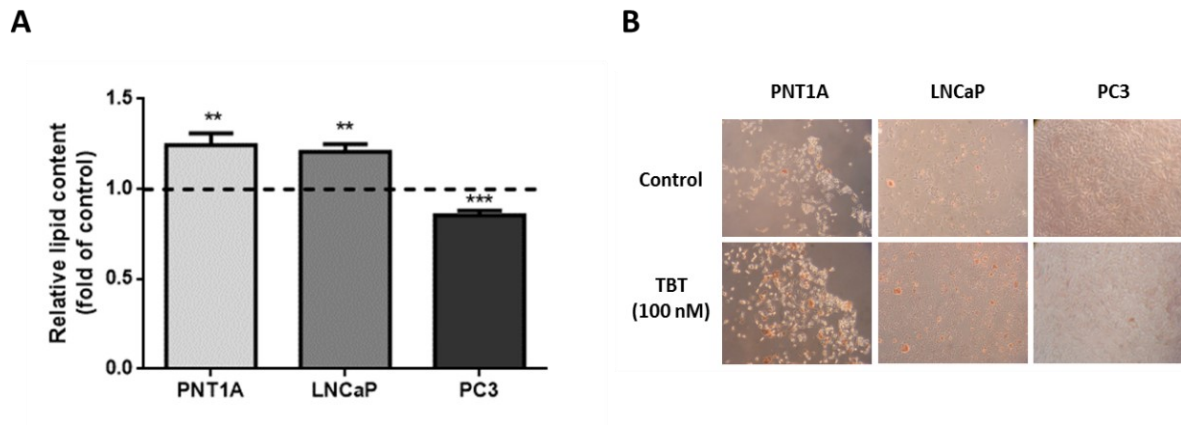 A
Relative lipid content
(fold of control)
1.5
1.0
0.5
0.0
**
**
***
PNT1A
LNCaP
PC3
B
PNT1A
LNCaP
PC3
Control
TBT
(100 nM)